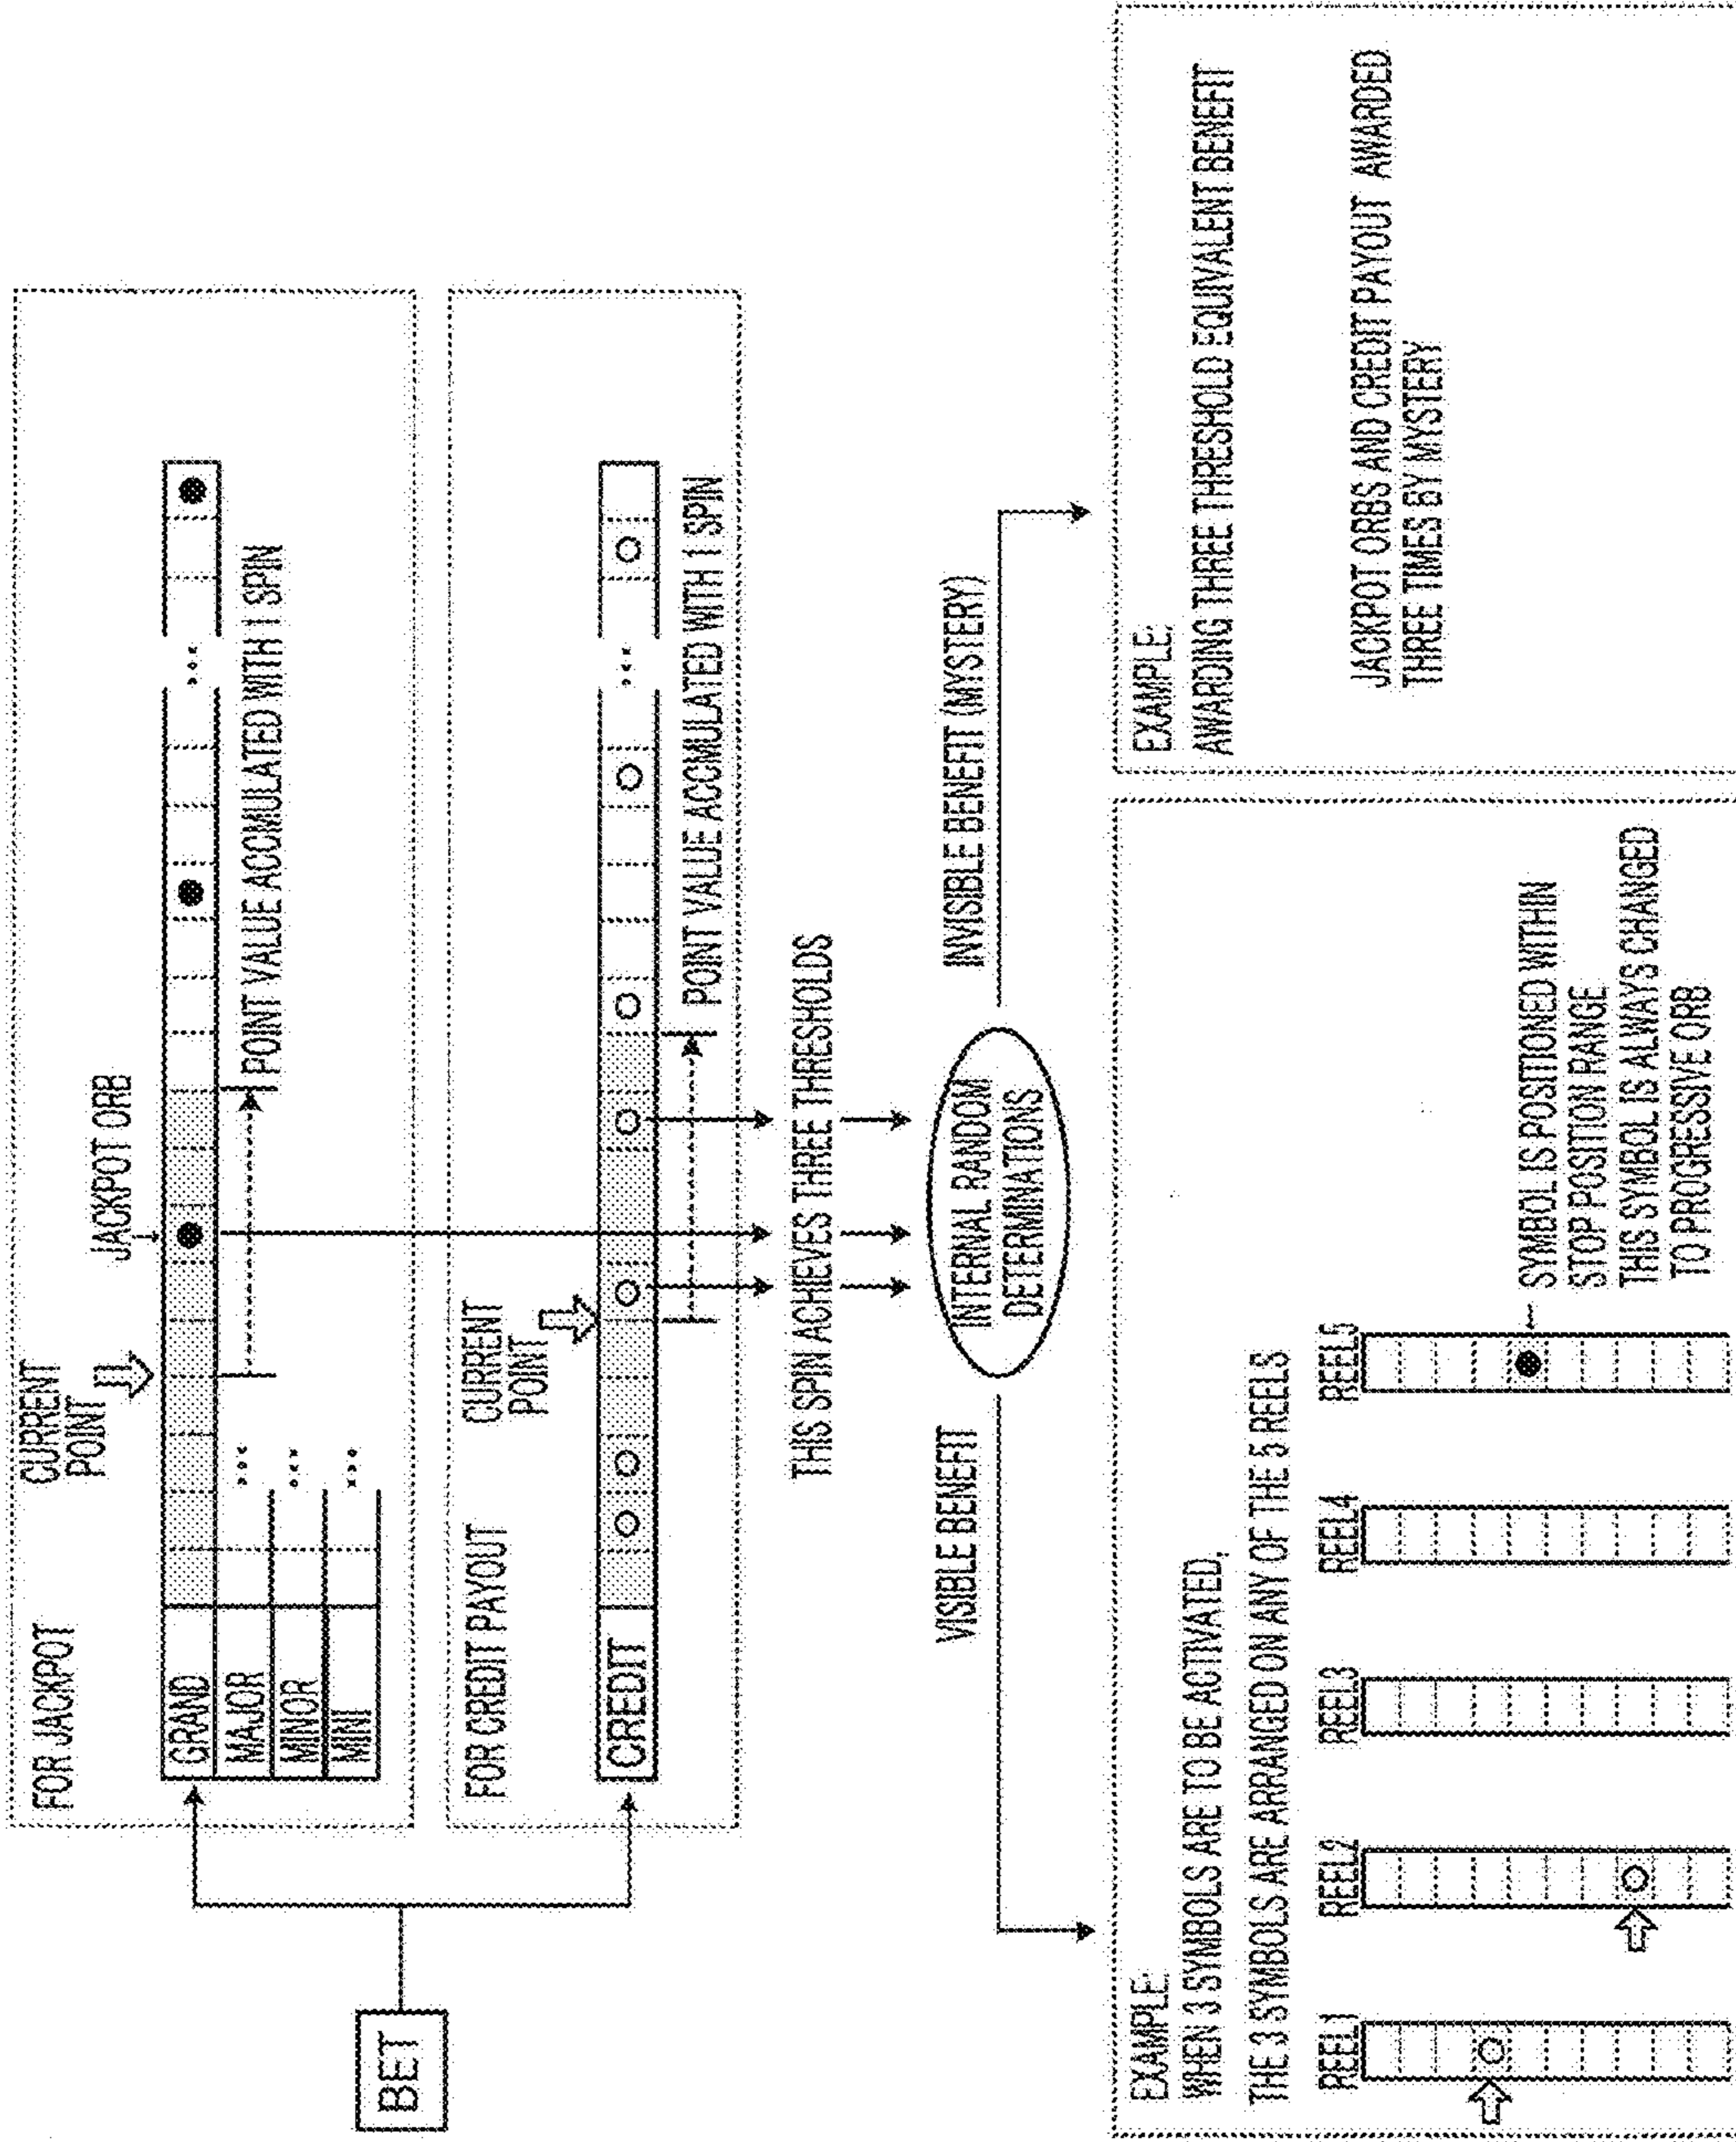 BET
FOR JACKPOT
CURRENT
POINT
JACKPOT ORB
GRAND
MAJOR
MINOR
MINI
POINT VALUE ACCMULATED WITH 1 SPIN
FOR CREDIT PAYOUT
CURRENT
POINT
CREDIT
POINT VALUE ACCMULATED WITH 1 SPIN
THIS SPIN ACHIEVES THREE THRESHOLDS
VISIBLE BENEFIT
INTERNAL RANDOM
DETERMINATIONS
INVISIBLE BENEFIT (MYSTERY)
EXAMPLE:
WHEN 3 SYMBOLS ARE TO BE ACTIVATED,
THE 3 SYMBOLS ARE ARRANGED ON ANY OF THE 5 REELS
REEL1
REEL2
REEL3
REEL4
REEL5
SYMBOL IS POSITIONED WITHIN
STOP POSITION RANGE
THIS SYMBOL IS ALWAYS CHANGED
TO PROGRESSIVE ORB
EXAMPLE:
AWARDING THREE THRESHOLD EQUIVALENT BENEFIT
JACKPOT ORBS AND CREDIT PAYOUT AWARDED
THREE TIMES BY MYSTERY